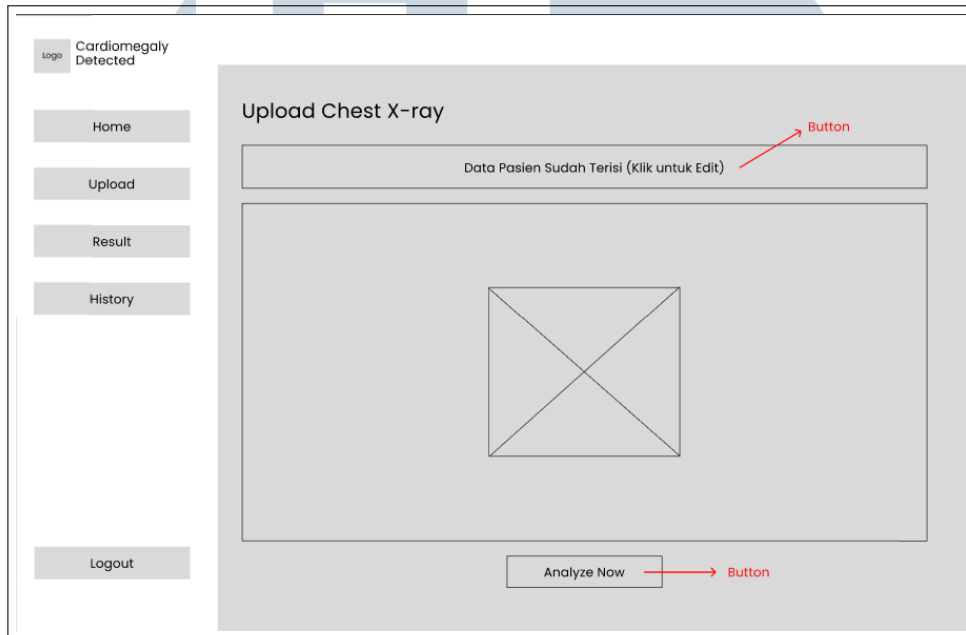 Logo
Cardiomegaly
Detected
Home
Upload
Result
History
Logout
Upload Chest X-ray
Button
Data Pasien Sudah Terisi (Klik untuk Edit)
Analyze Now
Button